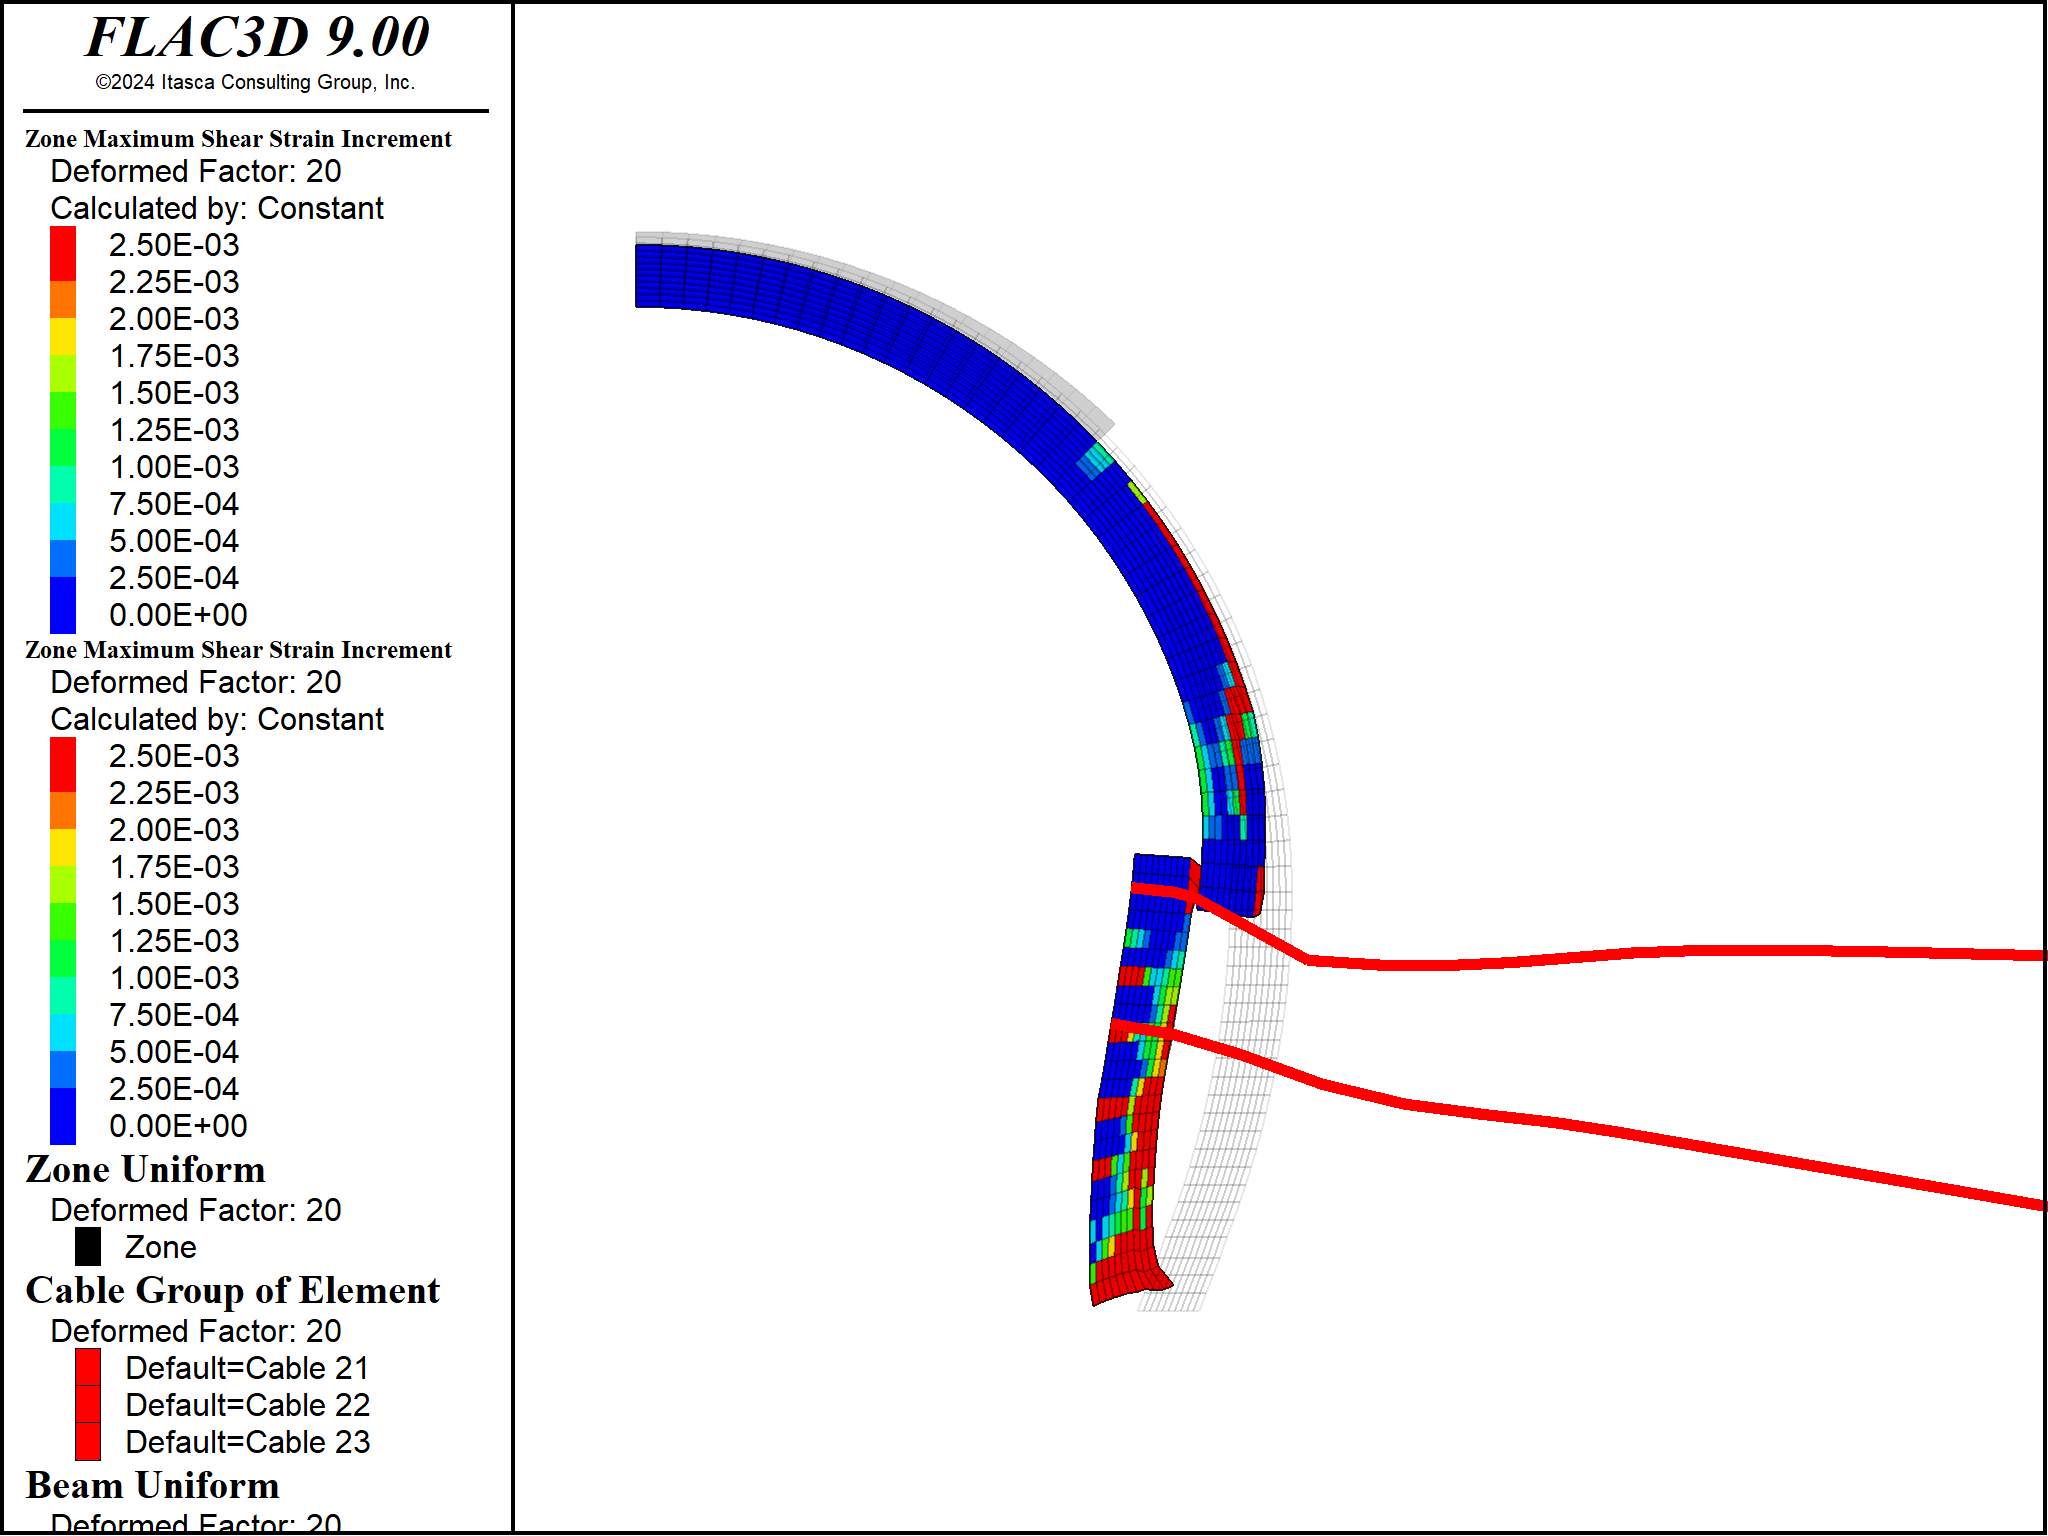 FLAC3D 9.00
©2024 Itasca Consulting Group, Inc.
Zone Maximum Shear Strain Increment
Deformed Factor: 20
Calculated by: Constant
2.50E-03
2.25E-03
2.00E-03
1.75E-03
1.50E-03
1.25E-03
1.00E-03
7.50E-04
5.00E-04
2.50E-04
0.00E+00
Zone Maximum Shear Strain Increment
Deformed Factor: 20
Calculated by: Constant
2.50E-03
2.25E-03
2.00E-03
1.75E-03
1.50E-03
1.25E-03
1.00E-03
7.50E-04
5.00E-04
2.50E-04
0.00E+00
Zone Uniform
Deformed Factor: 20
Zone
Cable Group of Element
Deformed Factor: 20
Default=Cable 21
Default=Cable 22
Default=Cable 23
Beam Uniform
Deformed Factor: 20